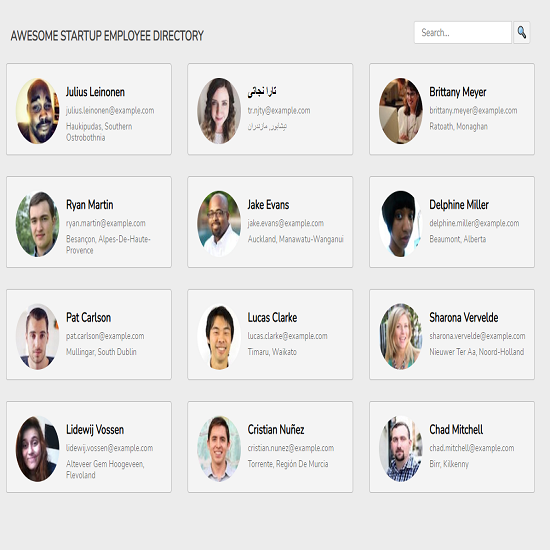 AWESOME STARTUP EMPLOYEE DIRECTORY
Search...
Julius Leinonen
julius.leinonen@example.com
Haukipudas, Southern
Ostrobothnia
تارا نجاتی
tr.njty@example.com
نیشابور, مازندران
Brittany Meyer
brittany.meyer@example.com
Ratoath, Monaghan
Ryan Martin
ryan.martin@example.com
Besançon, Alpes-De-Haute-
Provence
Jake Evans
jake.evans@example.com
Auckland, Manawatu-Wanganui
Delphine Miller
delphine.miller@example.com
Beaumont, Alberta
Pat Carlson
pat.carlson@example.com
Mullingar, South Dublin
Lucas Clarke
lucas.clarke@example.com
Timaru, Waikato
Sharona Vervelde
sharona.vervelde@example.com
Nieuwer Ter Aa, Noord-Holland
Lidewij Vossen
lidewij.vossen@example.com
Alteveer Gem Hoogeveen,
Flevoland
Cristian Nuñez
cristian.nunez@example.com
Torrente, Región De Murcia
Chad Mitchell
chad.mitchell@example.com
Birr, Kilkenny